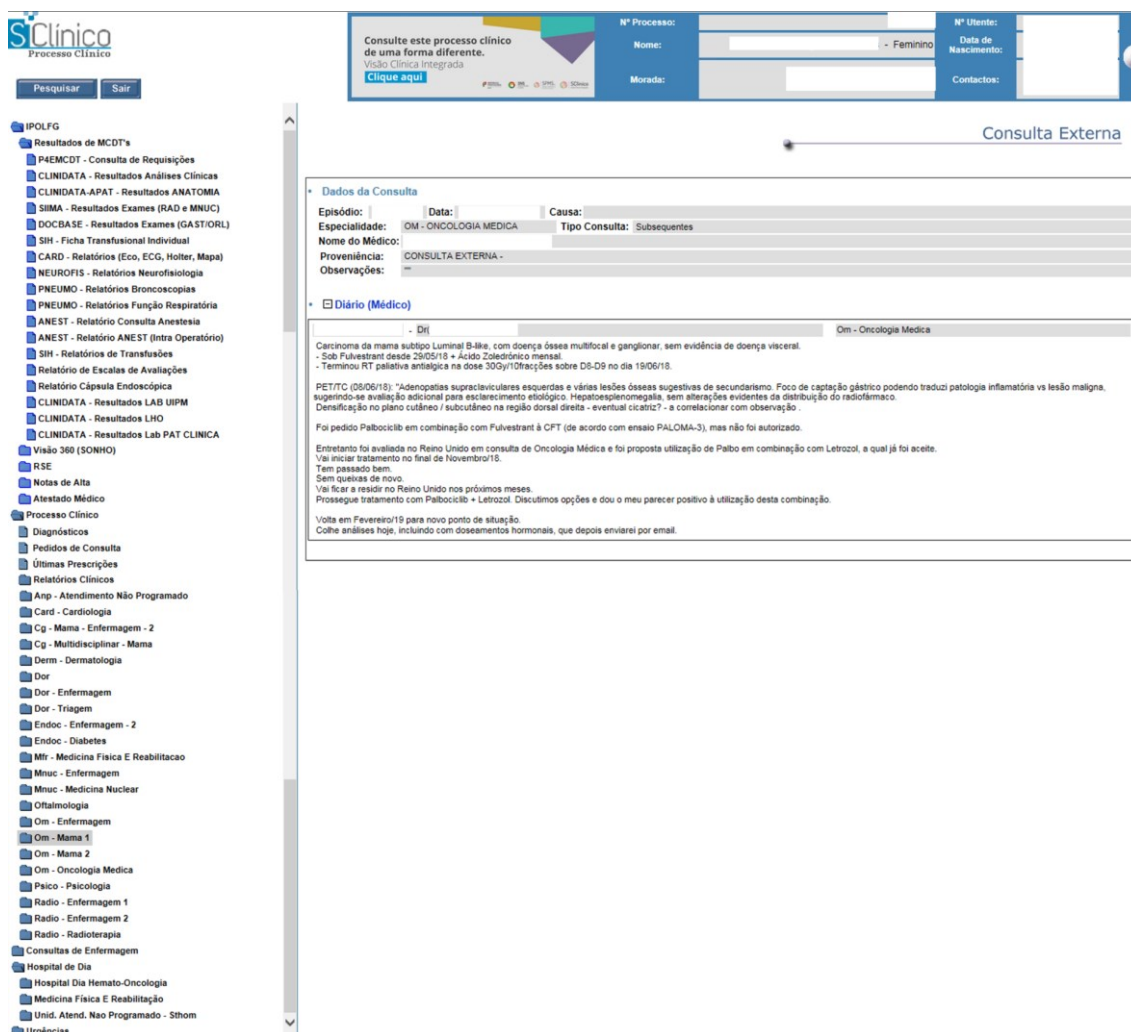 SClínico
Processo Clínico
Pesquisar
Sair
Consulte este processo clínico
de uma forma diferente.
Visão Clínica Integrada
Clique aqui
Nº Processo:
Nº Utente:
Nome:
- Feminino
Data de
Nascimento:
Morada:
Contactos:
IPOLFG
Resultados de MCDT's
P4EMCDT - Consulta de Requisições
CLINIDATA - Resultados Análises Clínicas
CLINIDATA-APAT - Resultados ANATOMIA
SIIMA - Resultados Exames (RAD e MNUC)
DOCBASE - Resultados Exames (GAST/ORL)
SIH - Ficha Transfusional Individual
CARD - Relatórios (Eco, ECG, Holter, Mapa)
NEUROFIS - Relatórios Neurofisiologia
PNEUMO - Relatórios Broncoscopias
PNEUMO - Relatórios Função Respiratória
ANEST - Relatório Consulta Anestesia
ANEST - Relatório ANEST (Intra Operatório)
SIH - Relatórios de Transfusões
Relatório de Escalas de Avaliações
Relatório Cápsula Endoscópica
CLINIDATA - Resultados LAB UIPM
CLINIDATA - Resultados LHO
CLINIDATA - Resultados Lab PAT CLINICA
Visão 360 (SONHO)
RSE
Notas de Alta
Atestado Médico
Processo Clínico
Diagnósticos
Pedidos de Consulta
Últimas Prescrições
Relatórios Clínicos
Anp - Atendimento Não Programado
Card - Cardiologia
Cg - Mama - Enfermagem - 2
Cg - Multidisciplinar - Mama
Derm - Dermatologia
Dor
Dor - Enfermagem
Dor - Triagem
Endoc - Enfermagem - 2
Endoc - Diabetes
Mfr - Medicina Fisica E Reabilitacao
Mnuc - Enfermagem
Mnuc - Medicina Nuclear
Oftalmologia
Om - Enfermagem
Om - Mama 1
Om - Mama 2
Om - Oncologia Medica
Psico - Psicologia
Radio - Enfermagem 1
Radio - Enfermagem 2
Radio - Radioterapia
Consultas de Enfermagem
Hospital de Dia
Hospital Dia Hemato-Oncologia
Medicina Física E Reabilitação
Unid. Atend. Nao Programado - Sthom
Urgências
Consulta Externa
Dados da Consulta
Episódio: Data: Causa:
Especialidade: OM - ONCOLOGIA MEDICA Tipo Consulta: Subsequentes
Nome do Médico:
Proveniência: CONSULTA EXTERNA -
Observações: ""
Diário (Médico)
- Dr( Om - Oncologia Medica
Carcinoma da mama subtipo Luminal B-like, com doença óssea multifocal e ganglionar, sem evidência de doença visceral.
- Sob Fulvestrant desde 29/05/18 + Ácido Zoledrónico mensal.
- Terminou RT paliativa antialgica na dose 30Gy/10fracções sobre D8-D9 no dia 19/06/18.
PET/TC (08/06/18): "Adenopatias supraclaviculares esquerdas e várias lesões ósseas sugestivas de secundarismo. Foco de captação gástrico podendo traduzi patologia inflamatória vs lesão maligna,
sugerindo-se avaliação adicional para esclarecimento etiológico. Hepatoesplenomegalia, sem alterações evidentes da distribuição do radiofármaco.
Densificação no plano cutâneo / subcutâneo na região dorsal direita - eventual cicatriz? - a correlacionar com observação .
Foi pedido Palbociclib em combinação com Fulvestrant à CFT (de acordo com ensaio PALOMA-3), mas não foi autorizado.
Entretanto foi avaliada no Reino Unido em consulta de Oncologia Médica e foi proposta utilização de Palbo em combinação com Letrozol, a qual já foi aceite.
Vai iniciar tratamento no final de Novembro/18.
Tem passado bem.
Sem queixas de novo.
Vai ficar a residir no Reino Unido nos próximos meses.
Prossegue tratamento com Palbociclib + Letrozol. Discutimos opções e dou o meu parecer positivo à utilização desta combinação.
Volta em Fevereiro/19 para novo ponto de situação.
Colhe análises hoje, incluindo com doseamentos hormonais, que depois enviarei por email.